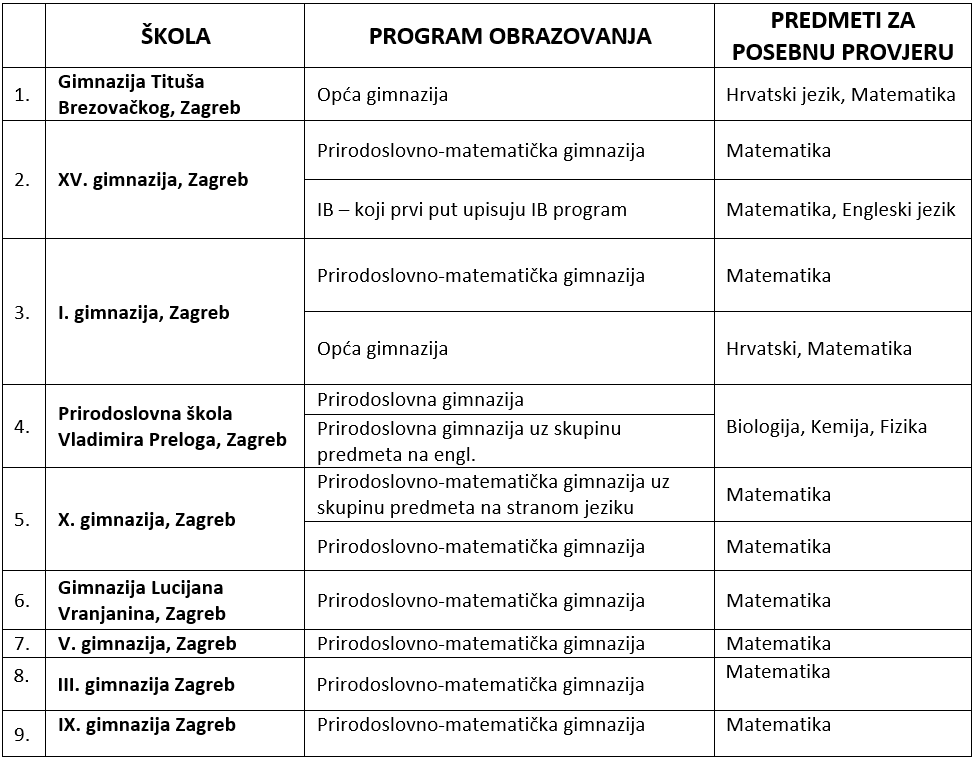 ŠKOLA
PROGRAM OBRAZOVANJA
PREDMETI ZA
POSEBNU PROVJERU
1.
Gimnazija Tituša
Brezovačkog, Zagreb
Opća gimnazija
Hrvatski jezik, Matematika
2.
XV. gimnazija, Zagreb
Prirodoslovno-matematička gimnazija
Matematika
IB – koji prvi put upisuju IB program
Matematika, Engleski jezik
3.
I. gimnazija, Zagreb
Prirodoslovno-matematička gimnazija
Matematika
Opća gimnazija
Hrvatski, Matematika
4.
Prirodoslovna škola
Vladimira Preloga, Zagreb
Prirodoslovna gimnazija
Prirodoslovna gimnazija uz skupinu
predmeta na engl.
Biologija, Kemija, Fizika
5.
X. gimnazija, Zagreb
Prirodoslovno-matematička gimnazija uz
skupinu predmeta na stranom jeziku
Matematika
Prirodoslovno-matematička gimnazija
Matematika
6.
Gimnazija Lucijana
Vranjanina, Zagreb
Prirodoslovno-matematička gimnazija
Matematika
7.
V. gimnazija, Zagreb
Prirodoslovno-matematička gimnazija
Matematika
8.
III. gimnazija Zagreb
Prirodoslovno-matematička gimnazija
Matematika
9.
IX. gimnazija Zagreb
Prirodoslovno-matematička gimnazija
Matematika